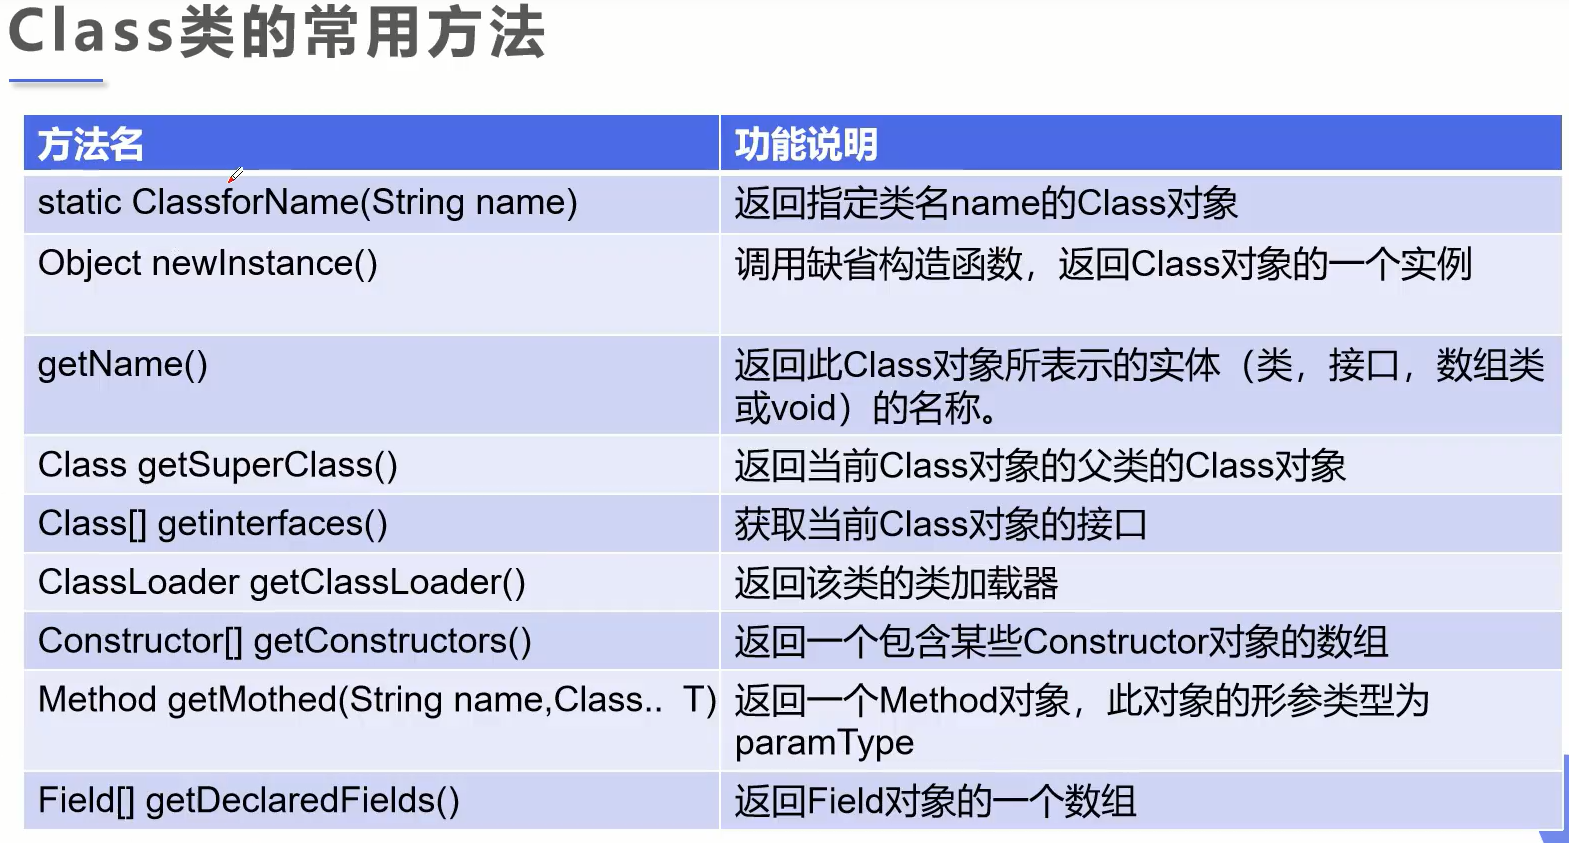 Class类的常用方法
方法名
功能说明
static ClassforName(String name)
返回指定类名name的Class对象
Object newInstance()
调用缺省构造函数，返回Class对象的一个实例
getName()
返回此Class对象所表示的实体（类，接口，数组类
或void）的名称。
Class getSuperClass()
返回当前Class对象的父类的Class对象
Class[] getinterfaces()
获取当前Class对象的接口
ClassLoader getClassLoader()
返回该类的类加载器
Constructor[] getConstructors()
返回一个包含某些Constructor对象的数组
Method getMothed(String name,Class.. T)
返回一个Method对象，此对象的形参类型为
paramType
Field[] getDeclaredFields()
返回Field对象的一个数组